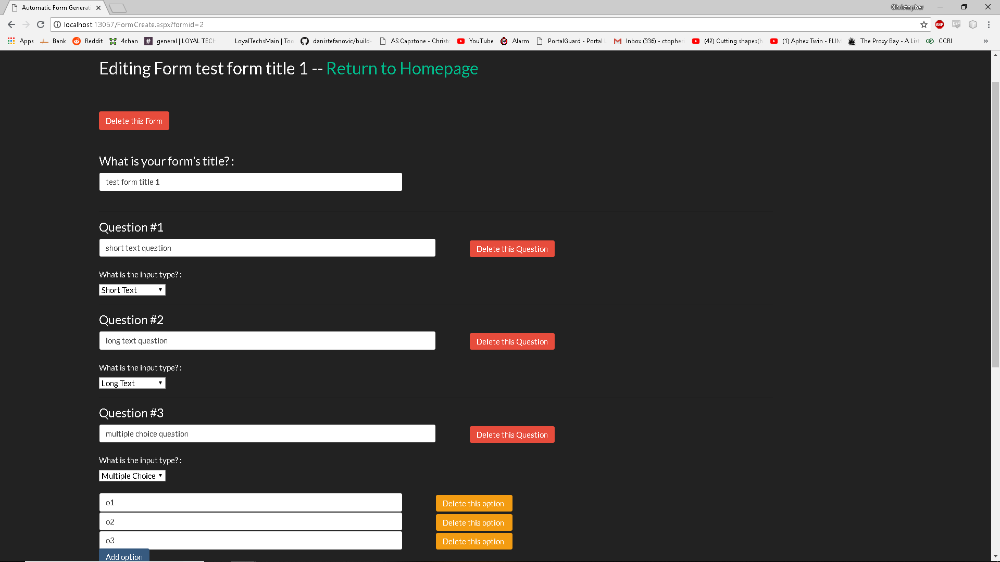 Automatic Form Generati
Christopher
localhost:13057/FormCreate.aspx?formid=2
ABP
CSS
Apps Bank Reddit 4chan # general | LOYAL TECH LoyalTechsMain | Too danistefanovic/build- AS Capstone - Christo YouTube Alarm PortalGuard - Portal L Inbox (336) - ctopheri (42) Cutting shapes(h (1) Aphex Twin - FLIM The Proxy Bay - A List CCRI »
Editing Form test form title 1 -- Return to Homepage
Delete this Form
What is your form's title? :
test form title 1
Question #1
short text question
Delete this Question
What is the input type? :
Short Text
Question #2
long text question
Delete this Question
What is the input type? :
Long Text
Question #3
multiple choice question
Delete this Question
What is the input type? :
Multiple Choice
o1
Delete this option
o2
Delete this option
o3
Delete this option
Add option